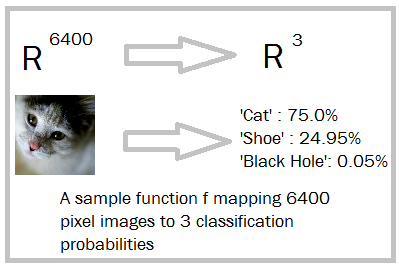 R 6400 R 3
'Cat' : 75.0%
'Shoe' : 24.95%
'Black Hole': 0.05%
A sample function f mapping 6400
pixel images to 3 classification
probabilities